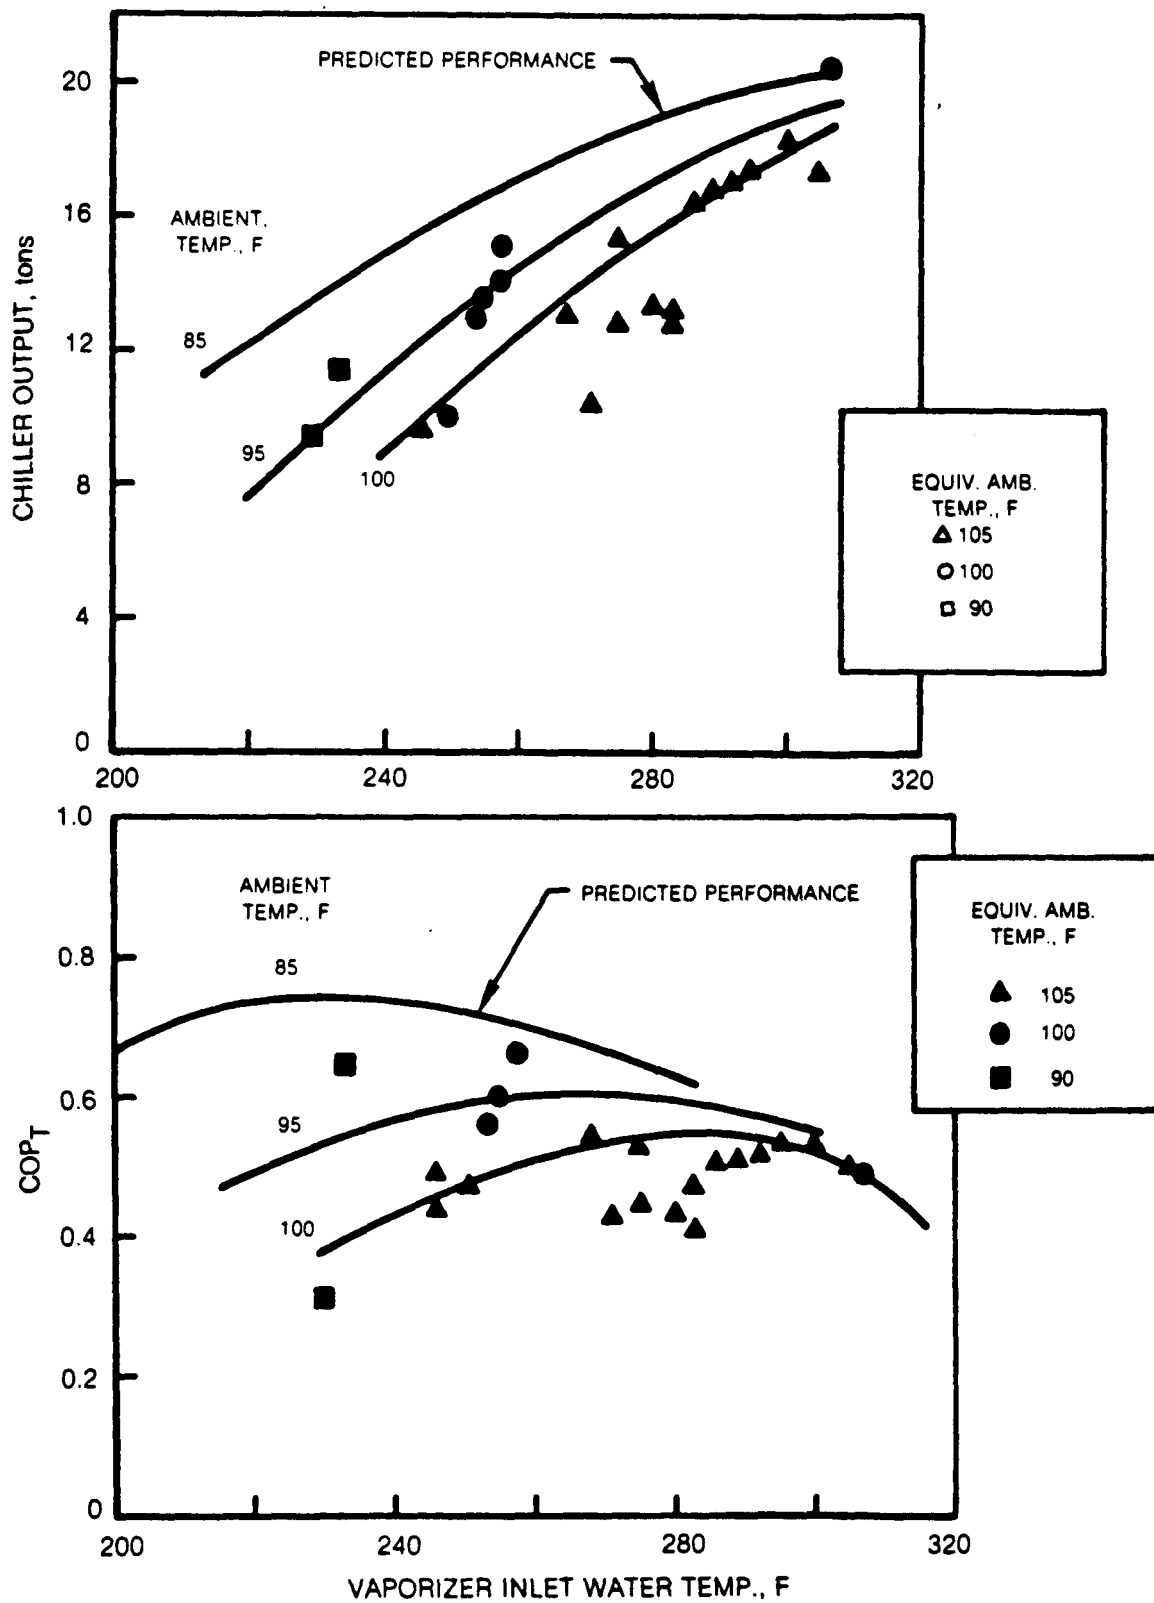 PREDICTED PERFORMANCE
20
16
12
8
4
0
CHILLER OUTPUT, tons
AMBIENT.
TEMP., F
85
95
100
EQUIV. AMB.
TEMP., F
105
100
90
200
240
280
320
1.0
0.8
0.6
0.4
0.2
0
COPT
AMBIENT
TEMP., F
PREDICTED PERFORMANCE
85
95
100
EQUIV. AMB.
TEMP., F
105
100
90
200
240
280
320
VAPORIZER INLET WATER TEMP., F